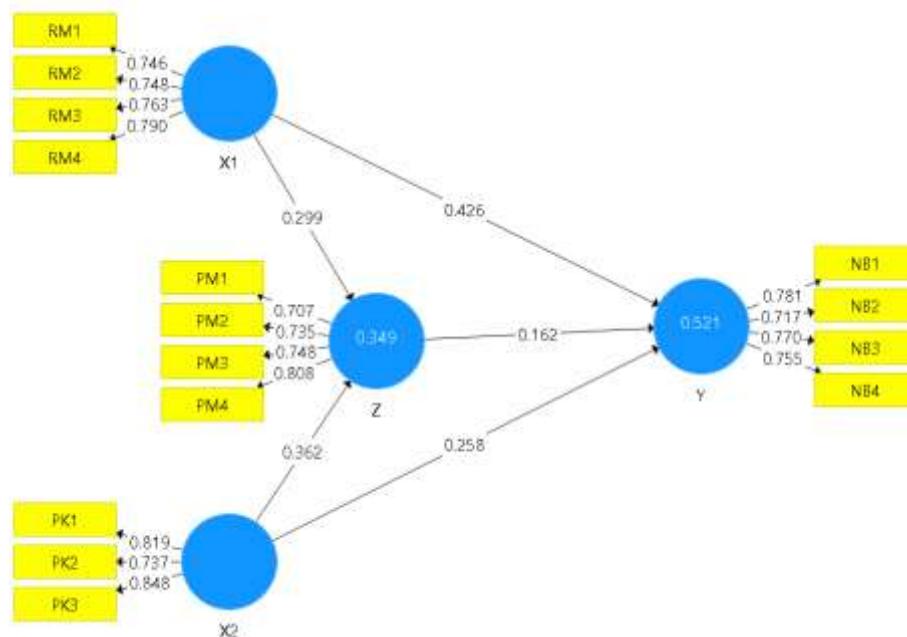 RM1
0.746
RM2
0.748
RM3
0.763
RM4
0.790
X1
0.426
0.299
PM1
0.707
PM2
0.735
PM3
0.748
PM4
0.808
0.349
Z
0.162
NB1
0.781
NB2
0.717
NB3
0.770
NB4
0.755
0.521
Y
0.362
0.258
PK1
0.819
PK2
0.737
PK3
0.848
X2